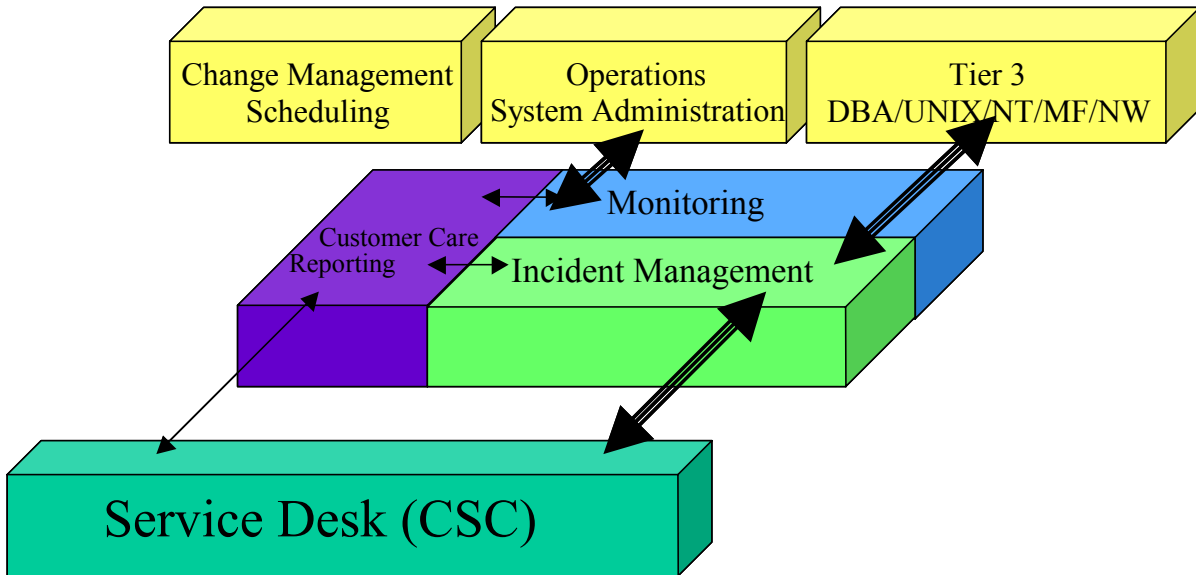 Change Management
Scheduling
Operations
System Administration
Tier 3
DBA/UNIX/NT/MF/NW
Monitoring
Customer Care
Reporting
Incident Management
Service Desk (CSC)